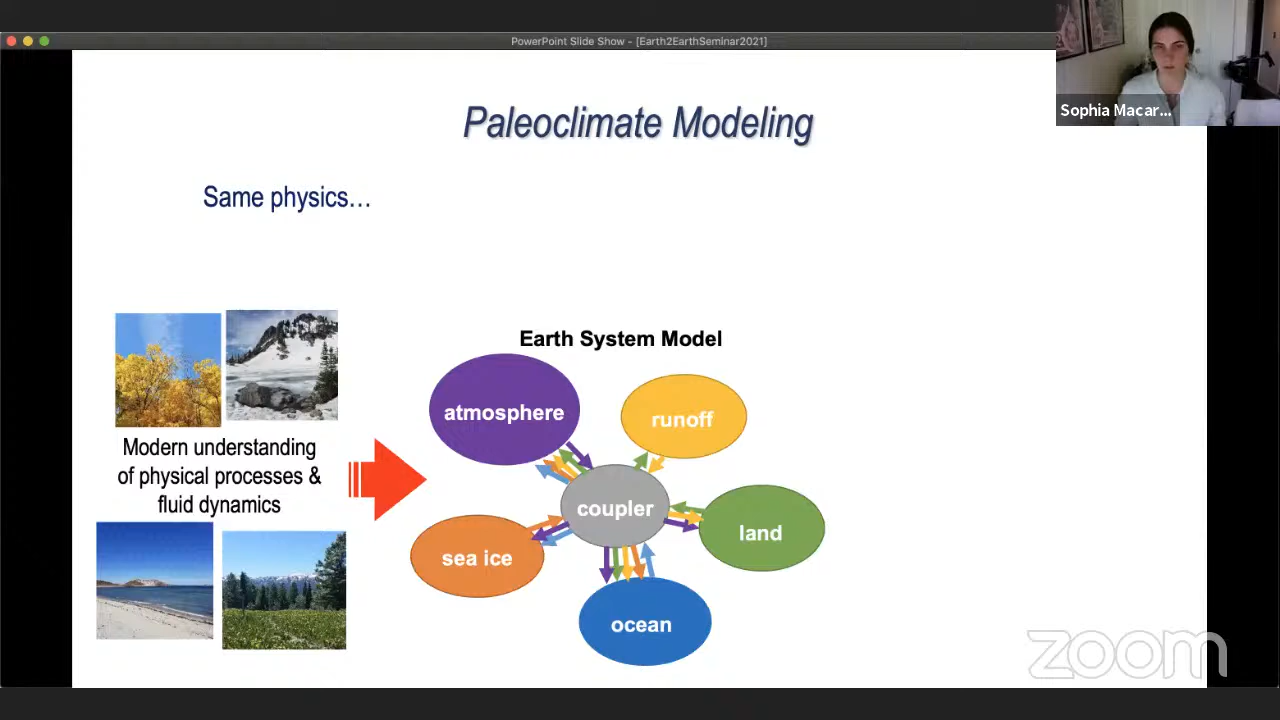 PowerPoint Slide Show - [Earth2EarthSeminar2021]
Sophia Macar...
Paleoclimate Modeling
Same physics…
Earth System Model
atmosphere
runoff
Modern understanding
of physical processes &
fluid dynamics
coupler
land
sea ice
ocean
zoom